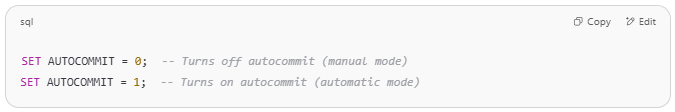 sql
Copy
Edit
SET AUTOCOMMIT = 0;  -- Turns off autocommit (manual mode)
SET AUTOCOMMIT = 1;  -- Turns on autocommit (automatic mode)